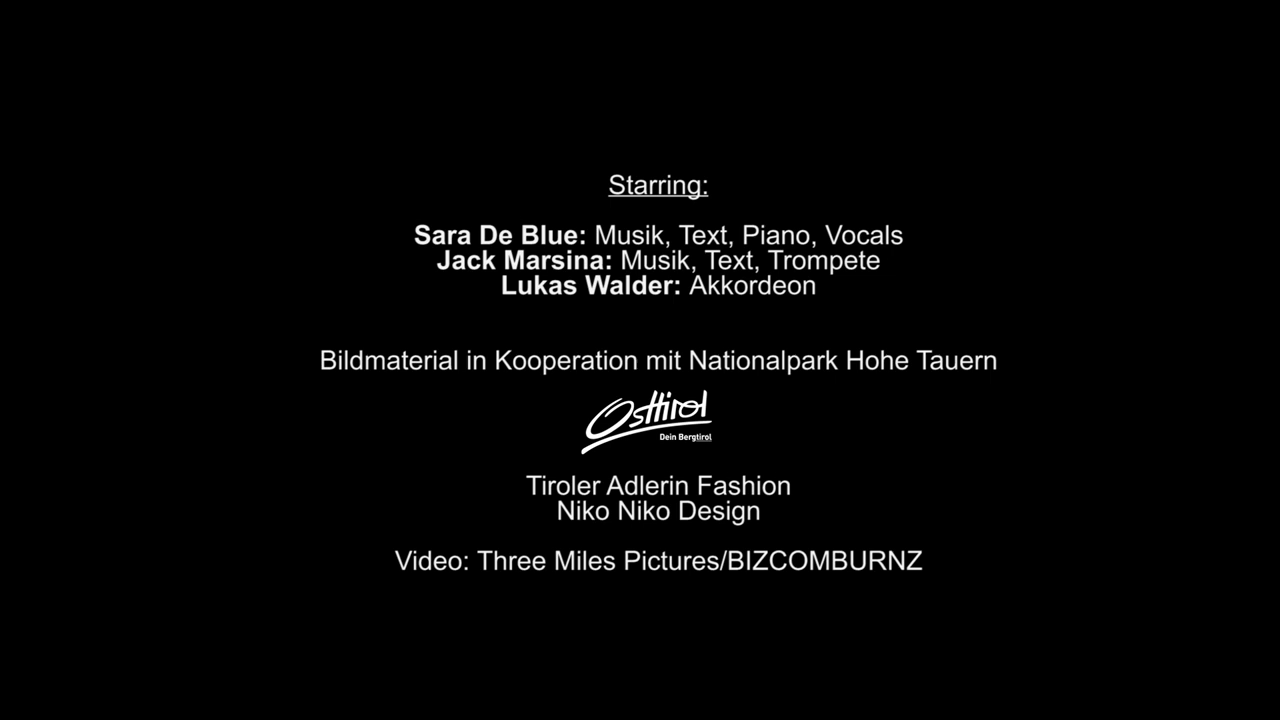 Starring:
Sara De Blue: Musik, Text, Piano, Vocals
Jack Marsina: Musik, Text, Trompete
Lukas Walder: Akkordeon
Bildmaterial in Kooperation mit Nationalpark Hohe Tauern
Osttirol
Dein Bergtirol
Tiroler Adlerin Fashion
Niko Niko Design
Video: Three Miles Pictures/BIZCOMBURNZ